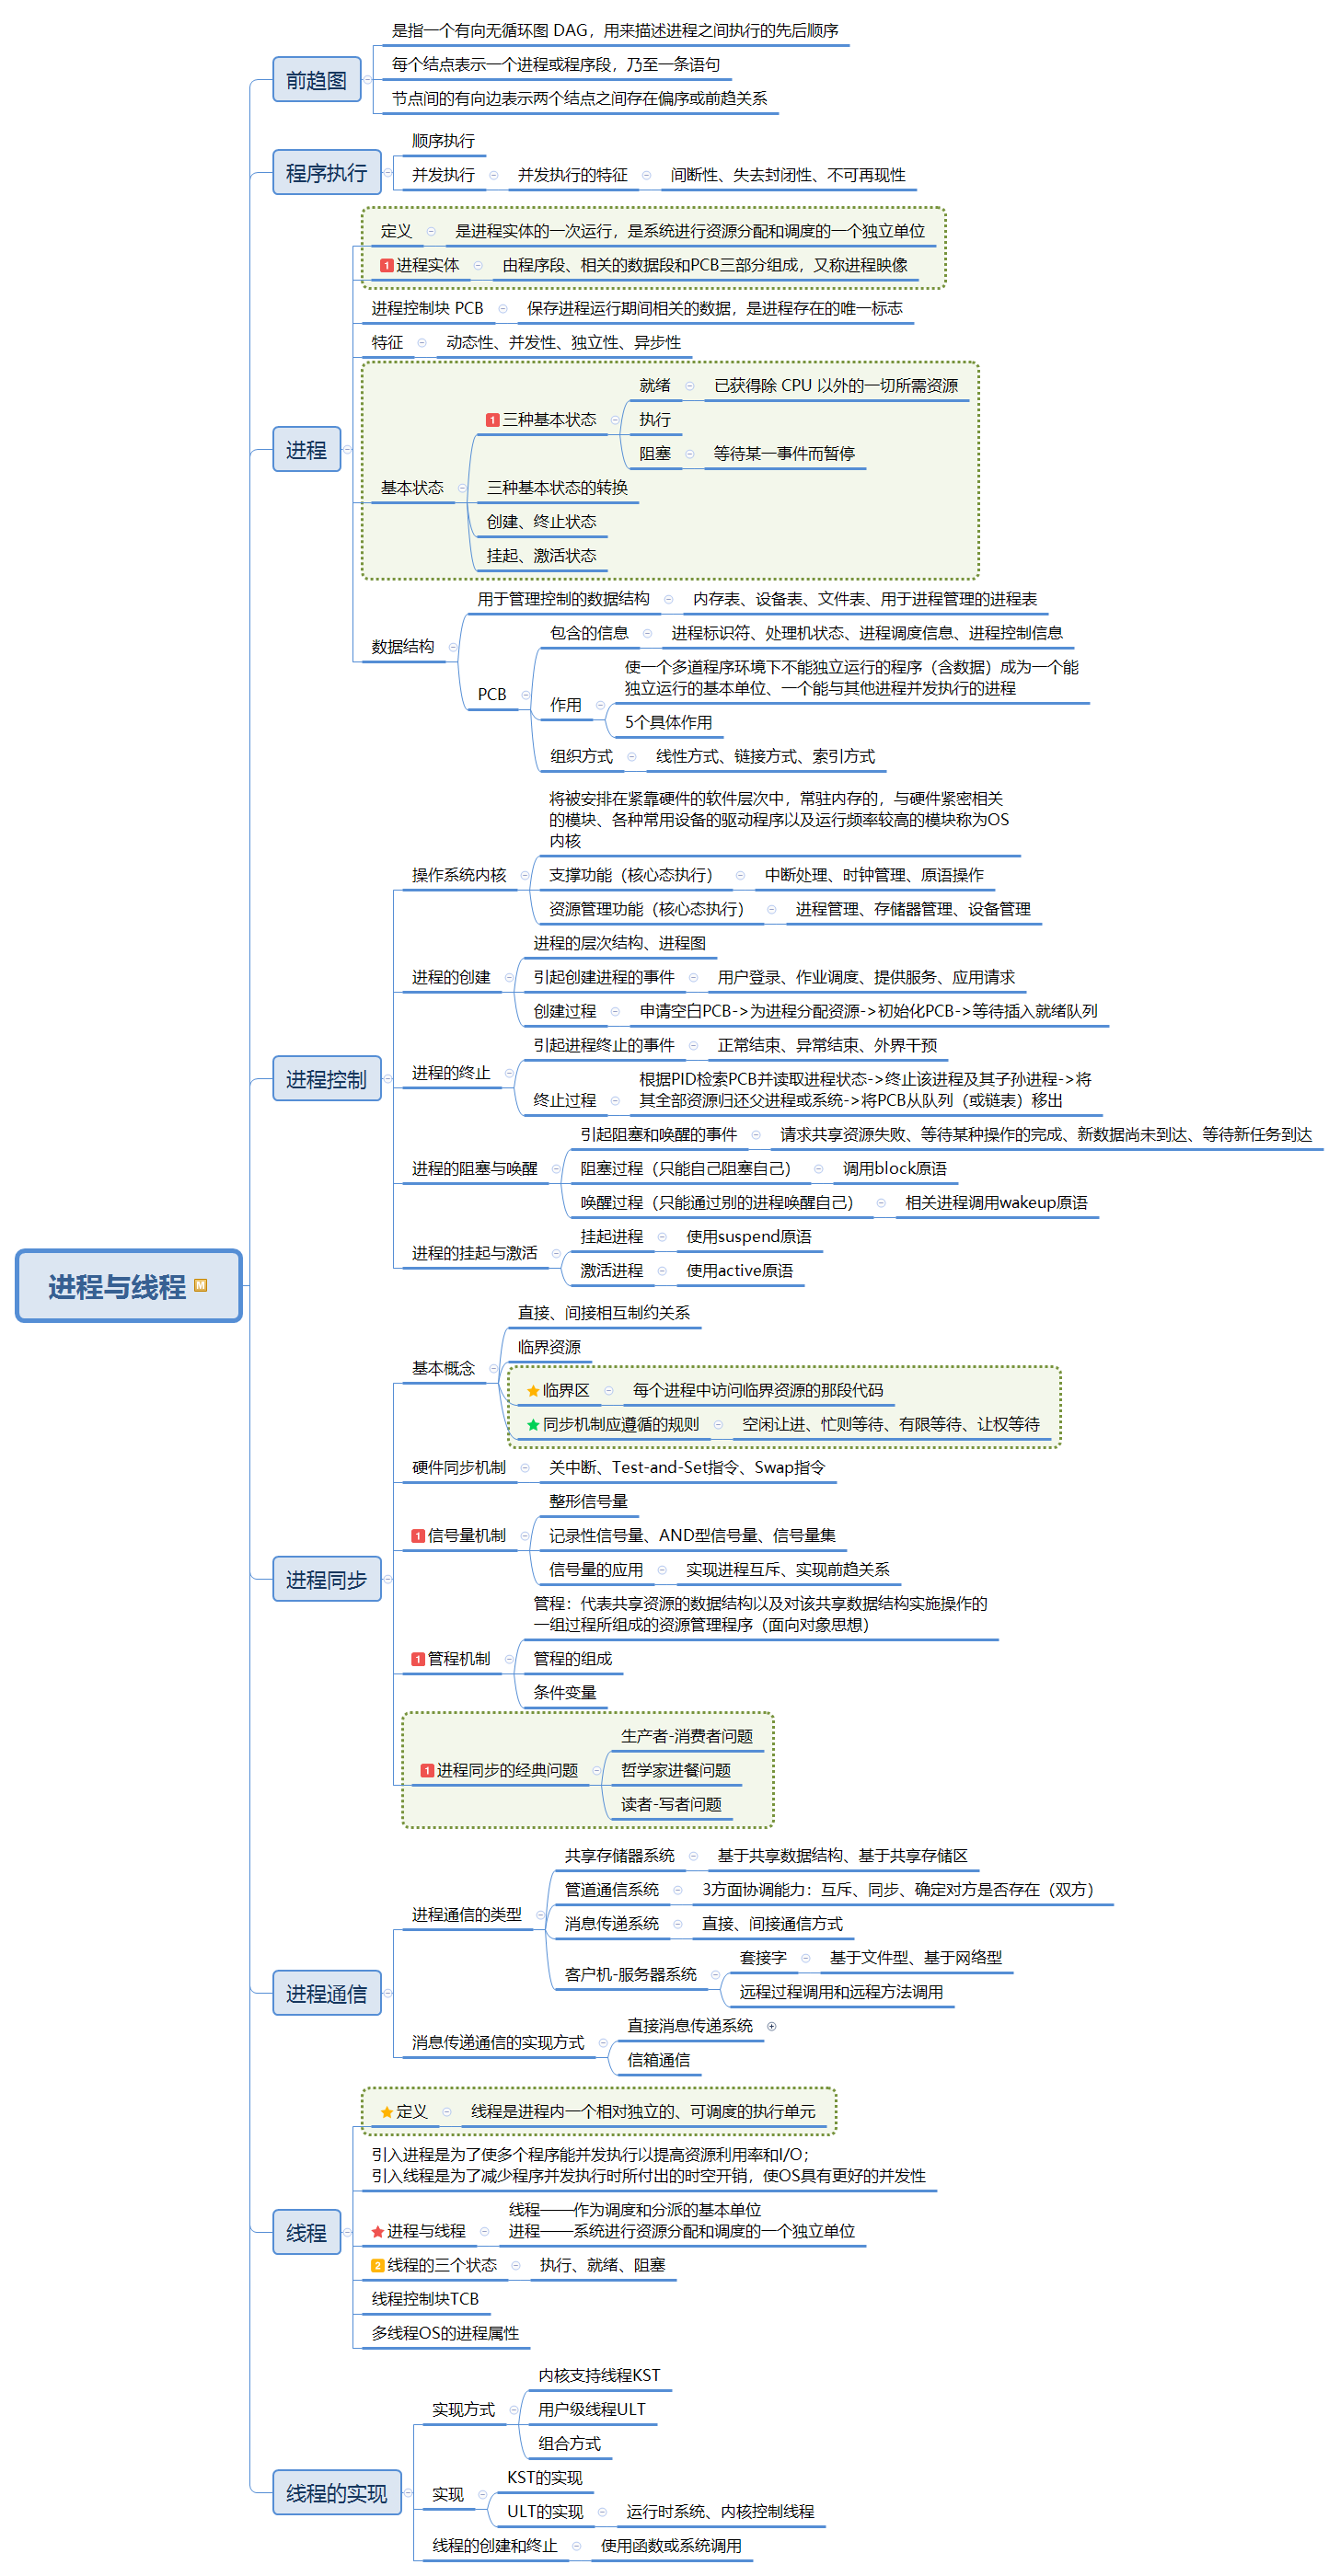 进程与线程
前趋图
是指一个有向无循环图 DAG，用来描述进程之间执行的先后顺序
每个结点表示一个进程或程序段，乃至一条语句
节点间的有向边表示两个结点之间存在偏序或前趋关系
程序执行
顺序执行
并发执行
并发执行的特征
间断性、失去封闭性、不可再现性
进程
定义
是进程实体的一次运行，是系统进行资源分配和调度的一个独立单位
1
进程实体
由程序段、相关的数据段和PCB三部分组成，又称进程映像
进程控制块 PCB
保存进程运行期间相关的数据，是进程存在的唯一标志
特征
动态性、并发性、独立性、异步性
基本状态
1
三种基本状态
就绪
已获得除 CPU 以外的一切所需资源
执行
阻塞
等待某一事件而暂停
三种基本状态的转换
创建、终止状态
挂起、激活状态
数据结构
用于管理控制的数据结构
内存表、设备表、文件表、用于进程管理的进程表
PCB
包含的信息
进程标识符、处理机状态、进程调度信息、进程控制信息
作用
使一个多道程序环境下不能独立运行的程序（含数据）成为一个能
独立运行的基本单位、一个能与其他进程并发执行的进程
5个具体作用
组织方式
线性方式、链接方式、索引方式
进程控制
操作系统内核
将被安排在紧靠硬件的软件层次中，常驻内存的，与硬件紧密相关
的模块、各种常用设备的驱动程序以及运行频率较高的模块称为OS
内核
支撑功能（核心态执行）
中断处理、时钟管理、原语操作
资源管理功能（核心态执行）
进程管理、存储器管理、设备管理
进程的创建
进程的层次结构、进程图
引起创建进程的事件
用户登录、作业调度、提供服务、应用请求
创建过程
申请空白PCB->为进程分配资源->初始化PCB->等待插入就绪队列
进程的终止
引起进程终止的事件
正常结束、异常结束、外界干预
终止过程
根据PID检索PCB并读取进程状态->终止该进程及其子孙进程->将
其全部资源归还父进程或系统->将PCB从队列（或链表）移出
进程的阻塞与唤醒
引起阻塞和唤醒的事件
请求共享资源失败、等待某种操作的完成、新数据尚未到达、等待新任务到达
阻塞过程（只能自己阻塞自己）
调用block原语
唤醒过程（只能通过别的进程唤醒自己）
相关进程调用wakeup原语
进程的挂起与激活
挂起进程
使用suspend原语
激活进程
使用active原语
进程同步
基本概念
直接、间接相互制约关系
临界资源
临界区
每个进程中访问临界资源的那段代码
同步机制应遵循的规则
空闲让进、忙则等待、有限等待、让权等待
硬件同步机制
关中断、Test-and-Set指令、Swap指令
1
信号量机制
整形信号量
记录性信号量、AND型信号量、信号量集
信号量的应用
实现进程互斥、实现前趋关系
1
管程机制
管程：代表共享资源的数据结构以及对该共享数据结构实施操作的
一组过程所组成的资源管理程序（面向对象思想）
管程的组成
条件变量
1
进程同步的经典问题
生产者-消费者问题
哲学家进餐问题
读者-写者问题
进程通信
进程通信的类型
共享存储器系统
基于共享数据结构、基于共享存储区
管道通信系统
3方面协调能力：互斥、同步、确定对方是否存在（双方）
消息传递系统
直接、间接通信方式
客户机-服务器系统
套接字
基于文件型、基于网络型
远程过程调用和远程方法调用
消息传递通信的实现方式
直接消息传递系统
信箱通信
线程
定义
线程是进程内一个相对独立的、可调度的执行单元
引入进程是为了使多个程序能并发执行以提高资源利用率和I/O；
引入线程是为了减少程序并发执行时所付出的时空开销，使OS具有更好的并发性
进程与线程
线程——作为调度和分派的基本单位
进程——系统进行资源分配和调度的一个独立单位
2
线程的三个状态
执行、就绪、阻塞
线程控制块TCB
多线程OS的进程属性
线程的实现
实现方式
内核支持线程KST
用户级线程ULT
组合方式
实现
KST的实现
ULT的实现
运行时系统、内核控制线程
线程的创建和终止
使用函数或系统调用